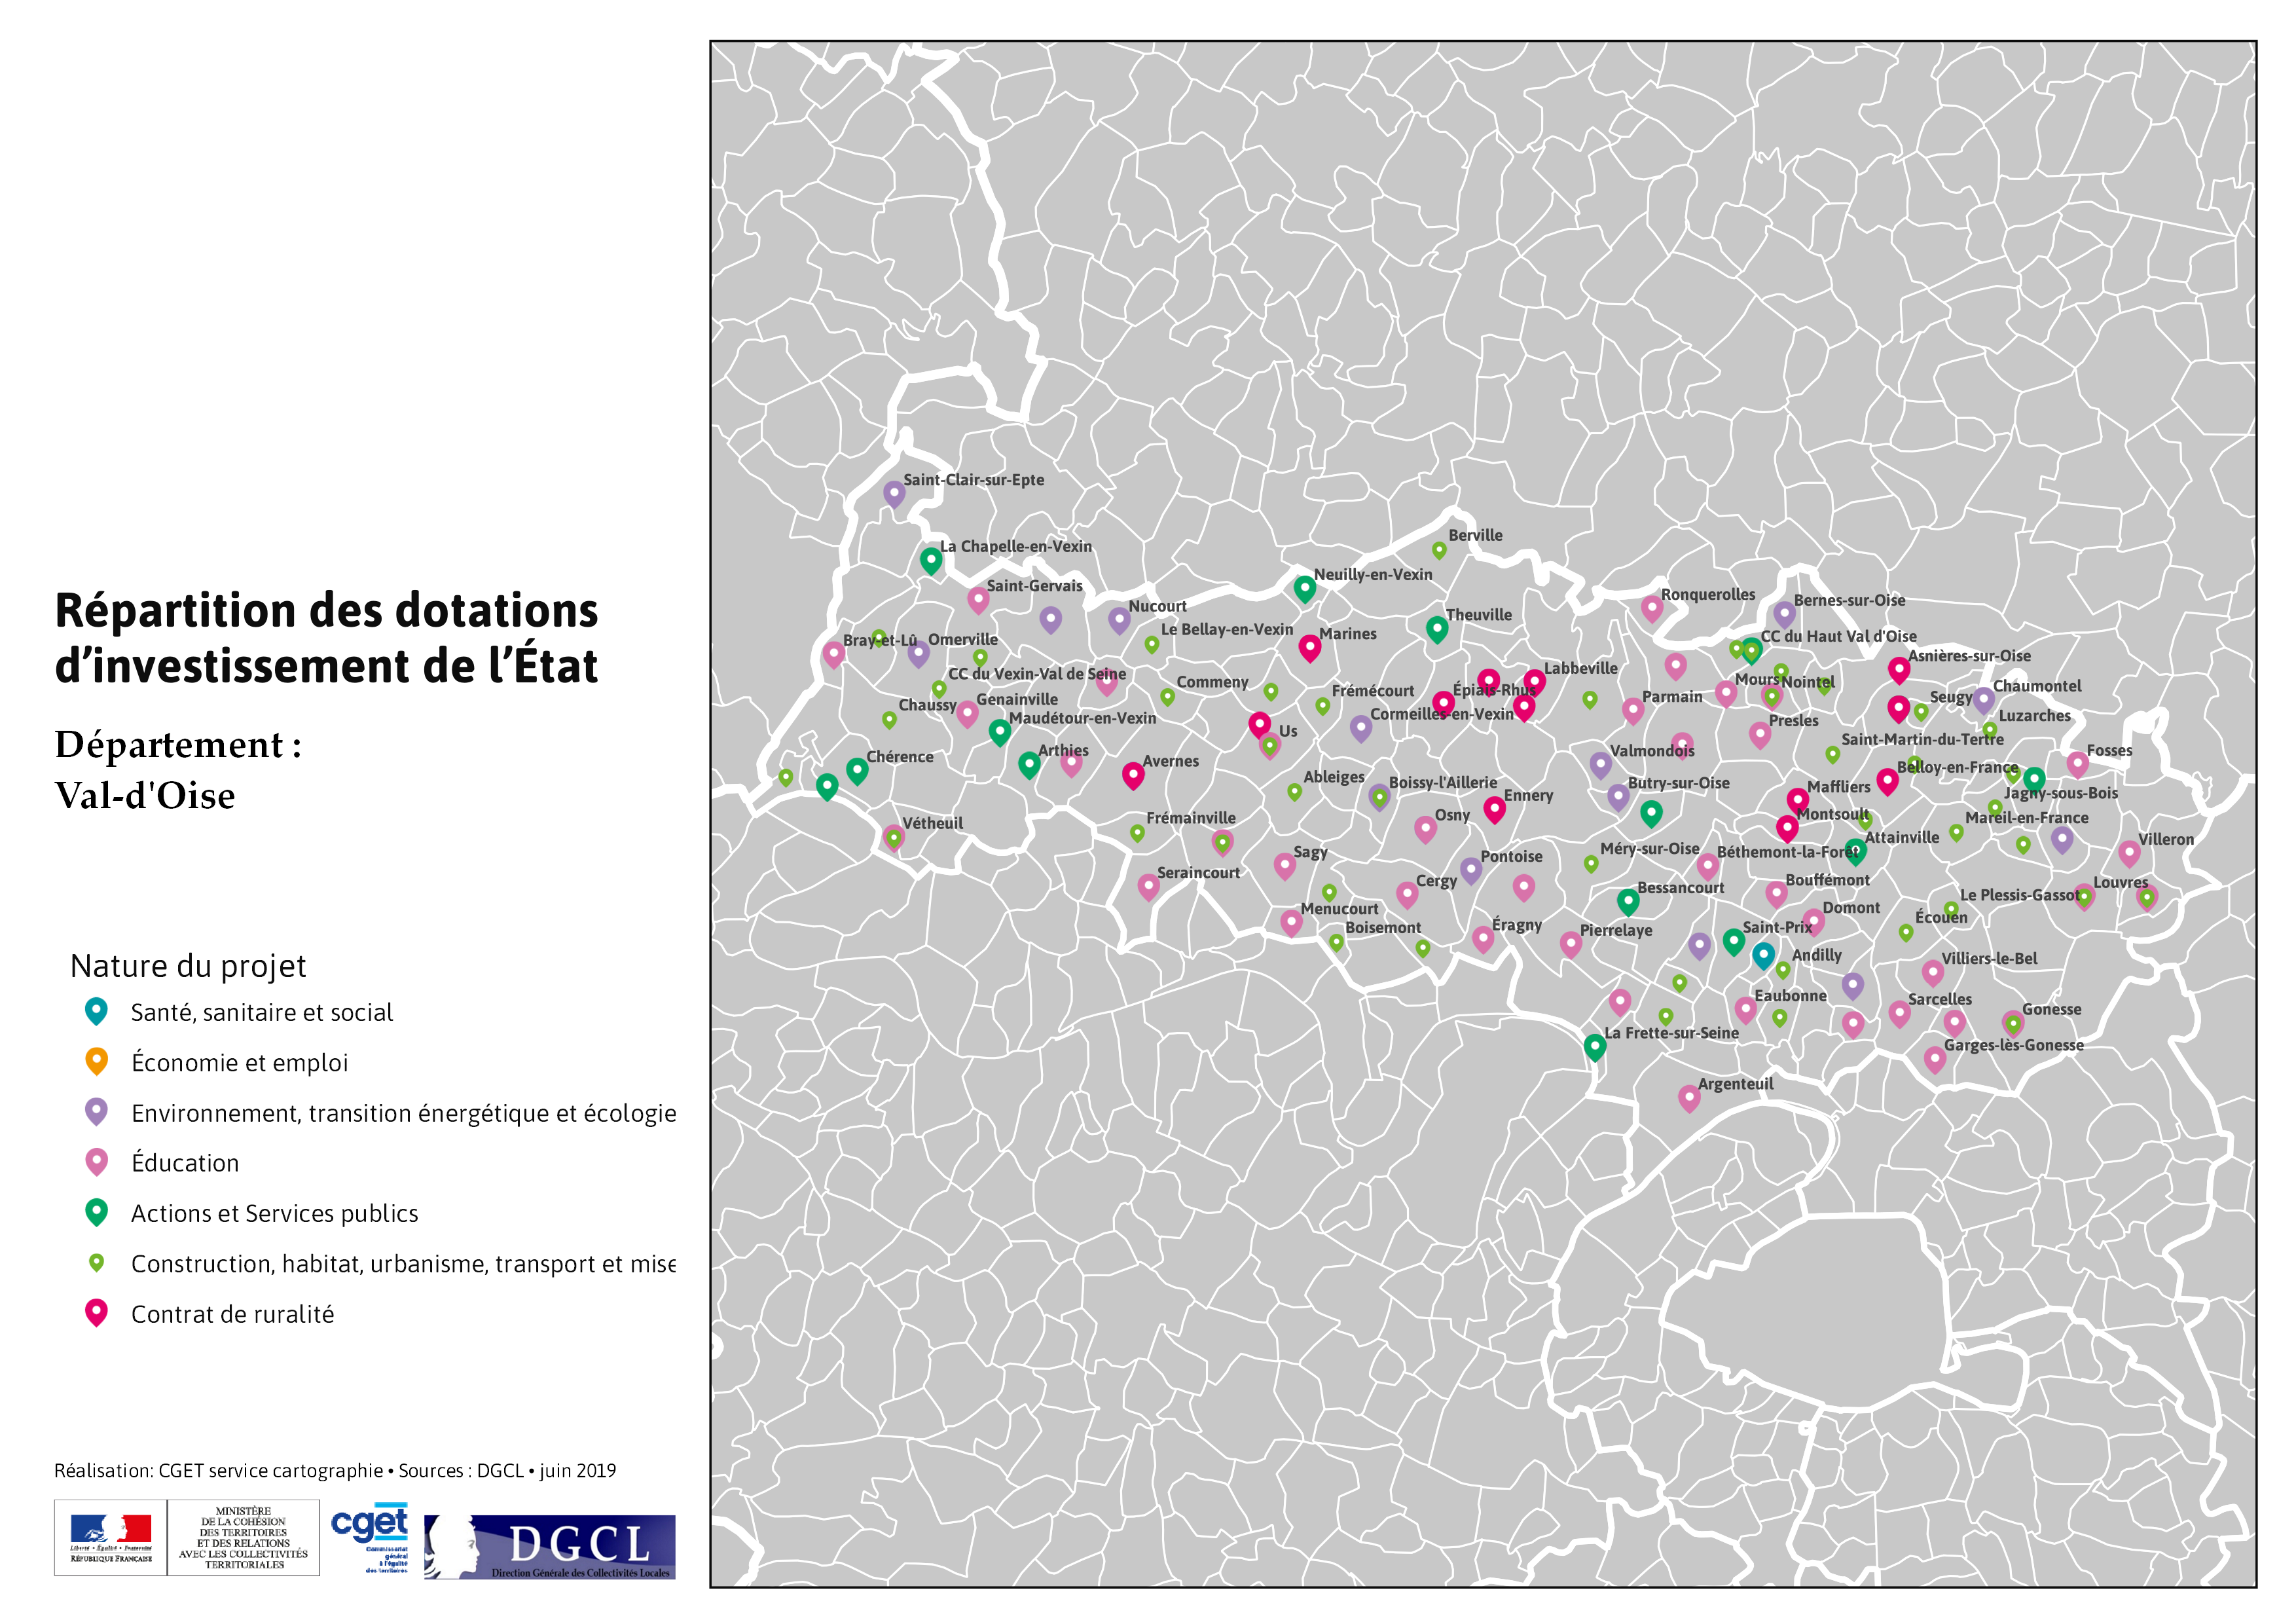 Répartition des dotations
d’investissement de l’État
Département :
Val-d'Oise
Nature du projet
Santé, sanitaire et social
Économie et emploi
Environnement, transition énergétique et écologie
Éducation
Actions et Services publics
Construction, habitat, urbanisme, transport et mise
Contrat de ruralité
Réalisation: CGET service cartographie • Sources : DGCL • juin 2019
Liberté • Égalité • Fraternité
RÉPUBLIQUE FRANÇAISE
MINISTÈRE
DE LA COHÉSION
DES TERRITOIRES
ET DES RELATIONS
AVEC LES COLLECTIVITÉS
TERRITORIALES
cget
Commissariat
général
à l'égalité
des territoires
DGCL
Direction Générale des Collectivités Locales
Saint-Clair-sur-Epte
La Chapelle-en-Vexin
Berville
Neuilly-en-Vexin
Saint-Gervais
Ronquerolles
Bernes-sur-Oise
Nucourt
Theuville
Le Bellay-en-Vexin
Marines
CC du Haut Val d'Oise
Bray-et-Lû
Omerville
Asnières-sur-Oise
Labbeville
CC du Vexin-Val de Seine
Commeny
Mours
Nointel
Chaumontel
Frémécourt
Épiais-Rhus
Genainville
Parmain
Seugy
Chaussy
Cormeilles-en-Vexin
Luzarches
Maudétour-en-Vexin
Presles
Us
Saint-Martin-du-Tertre
Arthies
Valmondois
Fosses
Chérence
Avernes
Belloy-en-France
Ableiges
Boissy-l'Aillerie
Butry-sur-Oise
Maffliers
Jagny-sous-Bois
Ennery
Osny
Montsoult
Mareil-en-France
Vétheuil
Frémainville
Attainville
Villeron
Sagy
Pontoise
Méry-sur-Oise
Béthemont-la-Forêt
Seraincourt
Cergy
Bessancourt
Bouffémont
Louvres
Le Plessis-Gassot
Menucourt
Domont
Écouen
Boisemont
Éragny
Pierrelaye
Saint-Prix
Andilly
Villiers-le-Bel
Eaubonne
Sarcelles
Gonesse
La Frette-sur-Seine
Garges-lès-Gonesse
Argenteuil